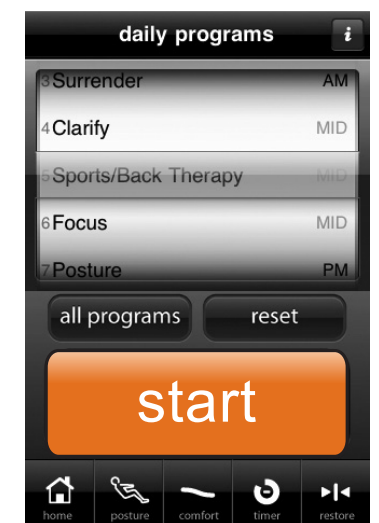 daily programs i
3 Surrender AM
4 Clarify MID
5 Sports/Back Therapy MID
6 Focus MID
7 Posture PM
all programs reset
start
home posture comfort timer restore